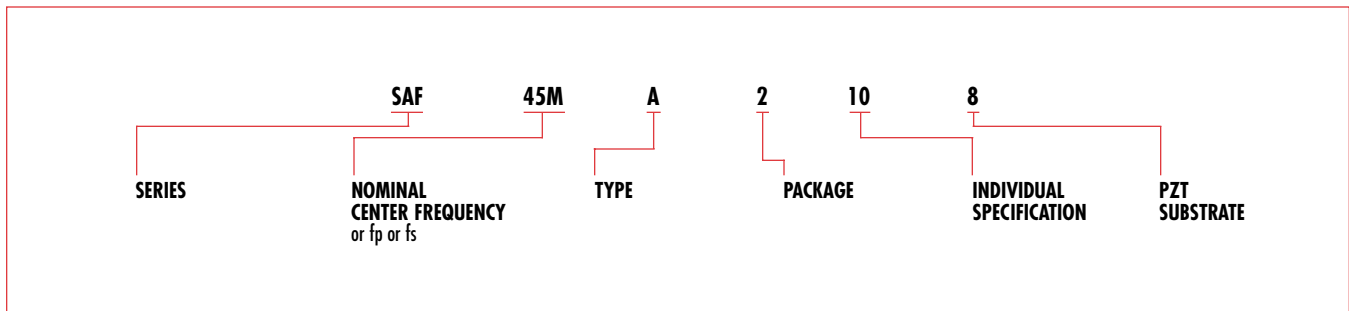 SAF 45M A 2 10 8
SERIES NOMINAL TYPE PACKAGE INDIVIDUAL PZT
CENTER FREQUENCY SPECIFICATION SUBSTRATE
or fp or fs